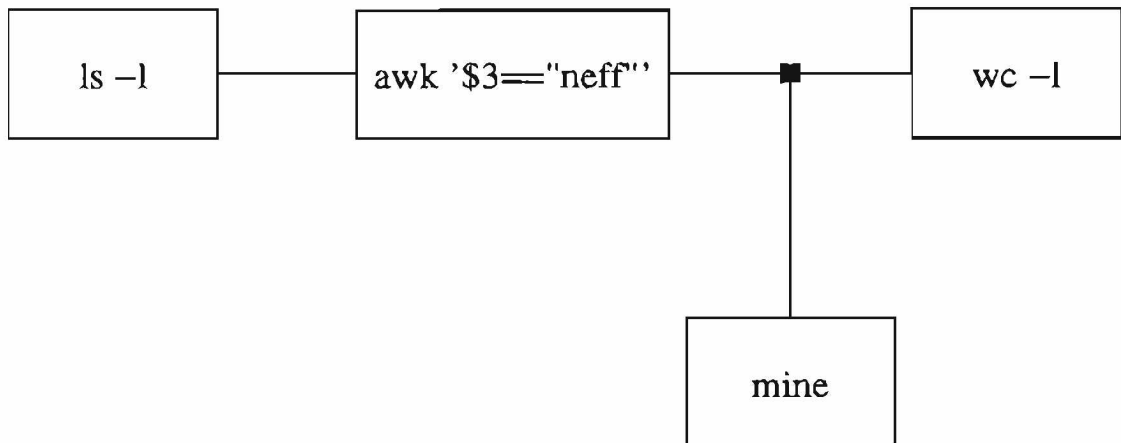 ls –l
awk '$3=="neff"'
wc –l
mine